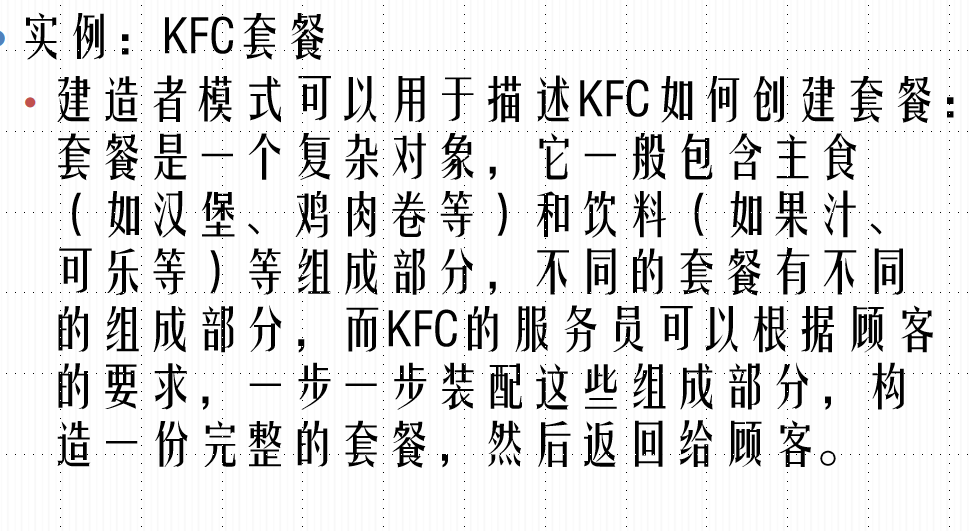 实例：KFC套餐
建造者模式可以用于描述KFC如何创建套餐：
套餐是一个复杂对象，它一般包含主食
（如汉堡、鸡肉卷等）和饮料（如果汁、
可乐等）等组成部分，不同的套餐有不同
的组成部分，而KFC的服务员可以根据顾客
的要求，一步一步装配这些组成部分，构
造一份完整的套餐，然后返回给顾客。